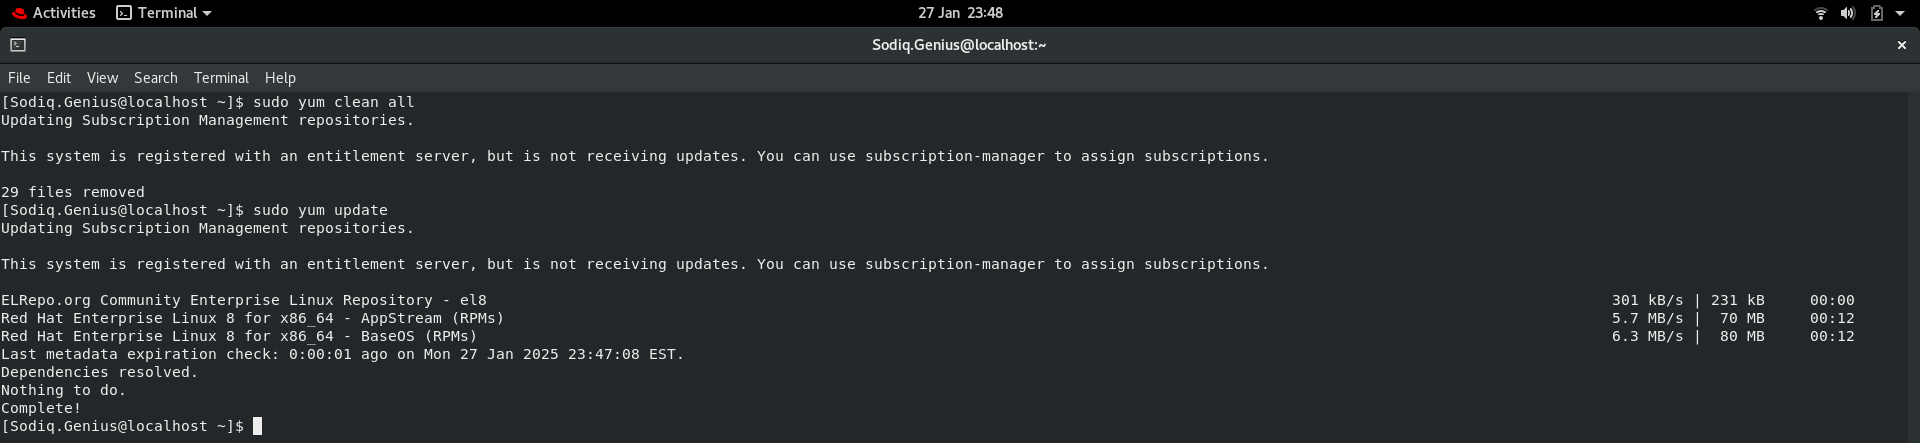 Activities Terminal 27 Jan 23:48
Sodiq.Genius@localhost:~
File Edit View Search Terminal Help
[Sodiq.Genius@localhost ~]$ sudo yum clean all
Updating Subscription Management repositories.
This system is registered with an entitlement server, but is not receiving updates. You can use subscription-manager to assign subscriptions.
29 files removed
[Sodiq.Genius@localhost ~]$ sudo yum update
Updating Subscription Management repositories.
This system is registered with an entitlement server, but is not receiving updates. You can use subscription-manager to assign subscriptions.
ELRepo.org Community Enterprise Linux Repository - el8 301 kB/s | 231 kB 00:00
Red Hat Enterprise Linux 8 for x86_64 - AppStream (RPMs) 5.7 MB/s | 70 MB 00:12
Red Hat Enterprise Linux 8 for x86_64 - BaseOS (RPMs) 6.3 MB/s | 80 MB 00:12
Last metadata expiration check: 0:00:01 ago on Mon 27 Jan 2025 23:47:08 EST.
Dependencies resolved.
Nothing to do.
Complete!
[Sodiq.Genius@localhost ~]$